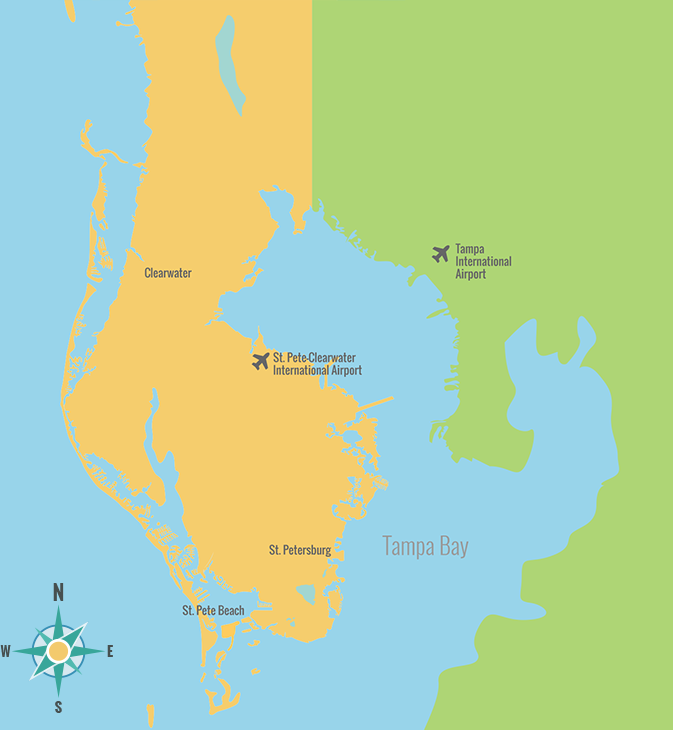 Tampa
International
Airport
Clearwater
St. Pete-Clearwater
International Airport
Tampa Bay
St. Petersburg
St. Pete Beach
N
W
E
S